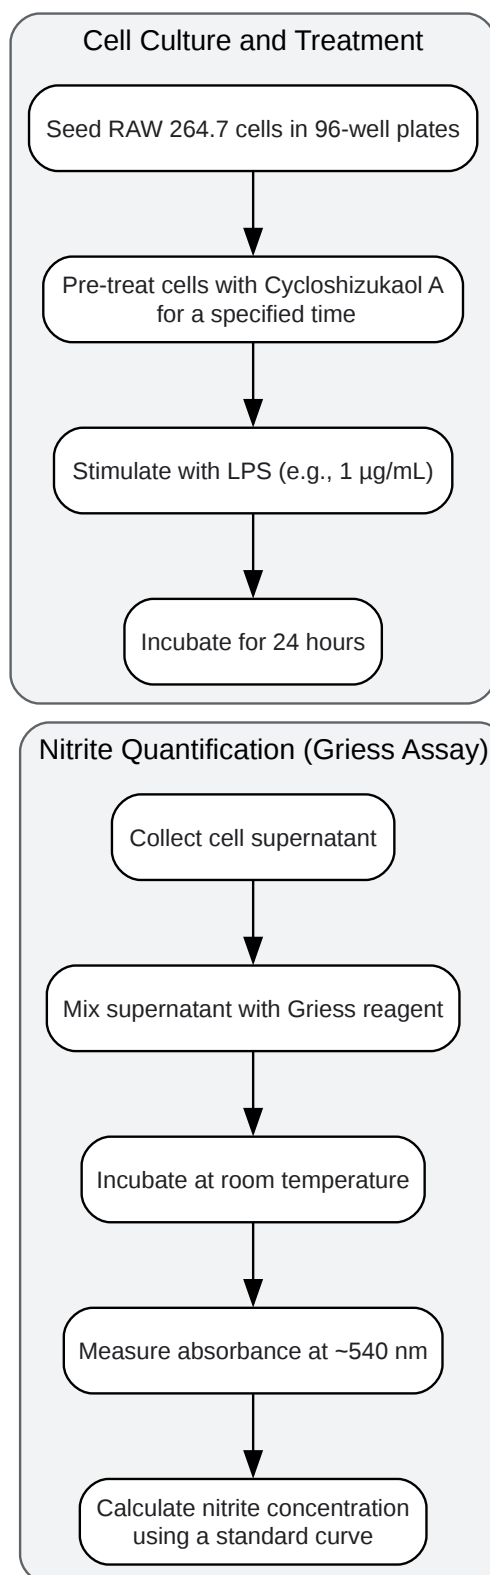 Cell Culture and Treatment
Seed RAW 264.7 cells in 96-well plates
Pre-treat cells with Cycloshizukaol A
for a specified time
Stimulate with LPS (e.g., 1 µg/mL)
Incubate for 24 hours
Nitrite Quantification (Griess Assay)
Collect cell supernatant
Mix supernatant with Griess reagent
Incubate at room temperature
Measure absorbance at ~540 nm
Calculate nitrite concentration
using a standard curve